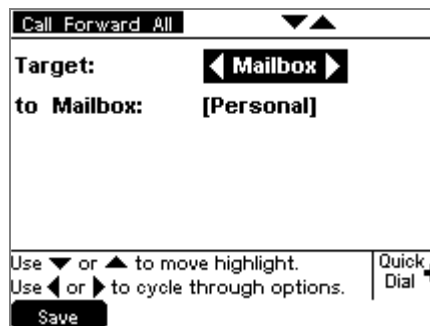 Call Forward All ▼▲
Target: ◀ Mailbox ▶
to Mailbox: [Personal]
Use ▼ or ▲ to move highlight.
Use ◀ or ▶ to cycle through options.
Quick
Dial
Save